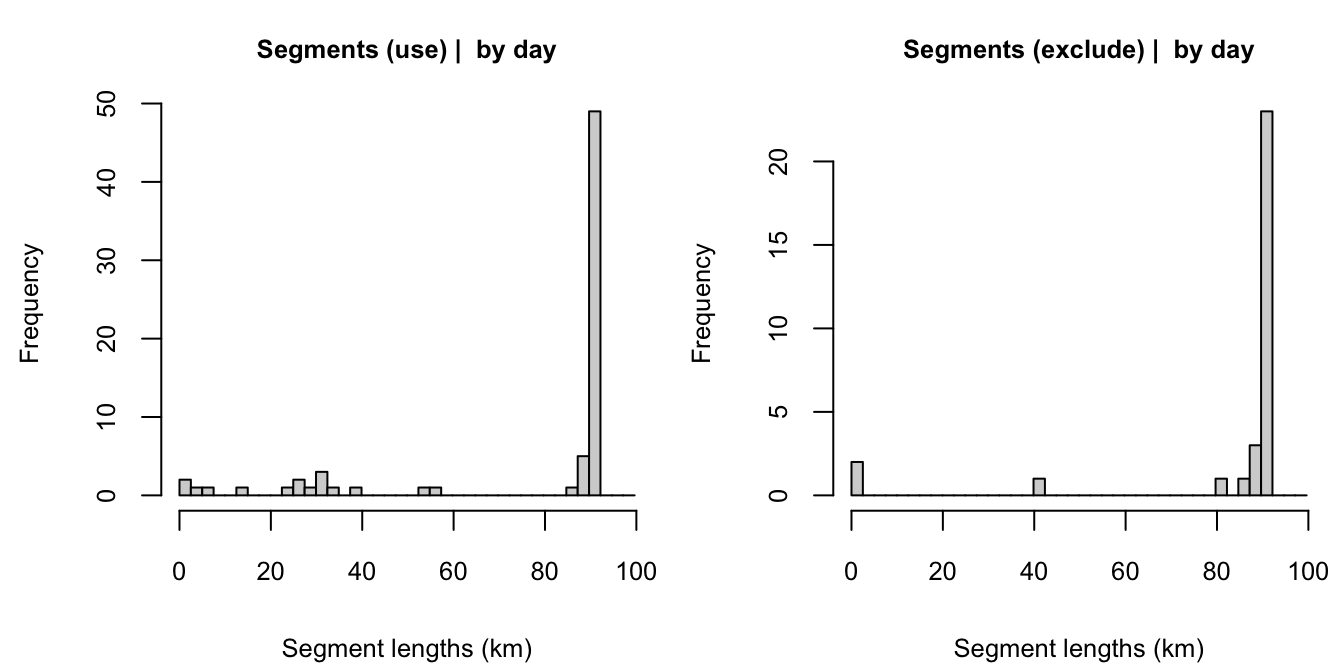 Segments (use) |  by day
Frequency
50
40
30
20
10
0
0 20 40 60 80 100
Segment lengths (km)
Segments (exclude) |  by day
Frequency
20
15
10
5
0
0 20 40 60 80 100
Segment lengths (km)